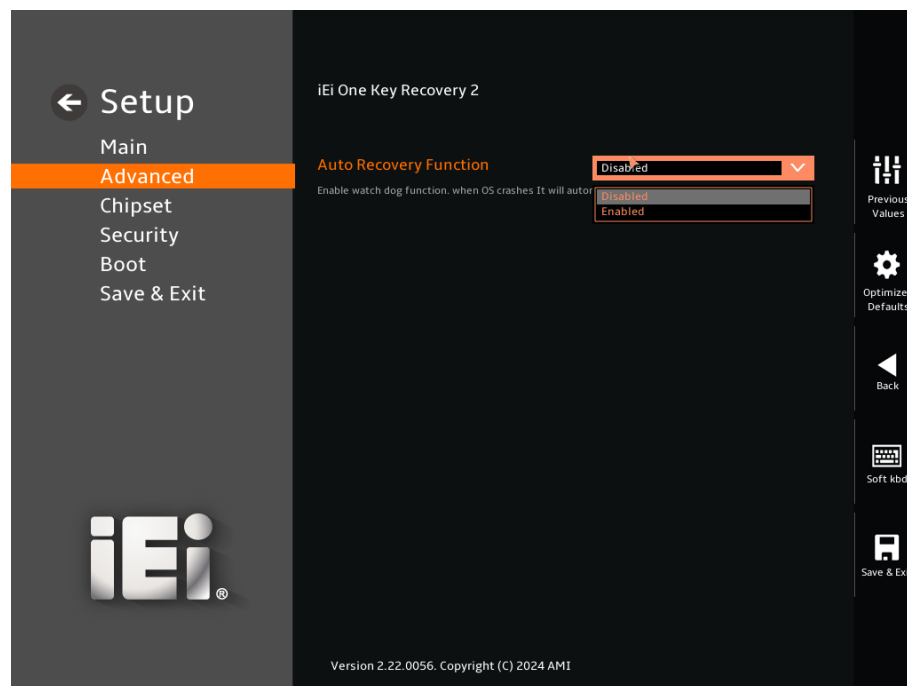 Setup
Main
Advanced
Chipset
Security
Boot
Save & Exit
iEi®
iEi One Key Recovery 2
Auto Recovery Function
Enable watch dog function. when OS crashes It will autor
Disabled
Disabled
Enabled
Previous
Values
Optimize
Defaults
Back
Soft kbd
Save & Exi
Version 2.22.0056. Copyright (C) 2024 AMI